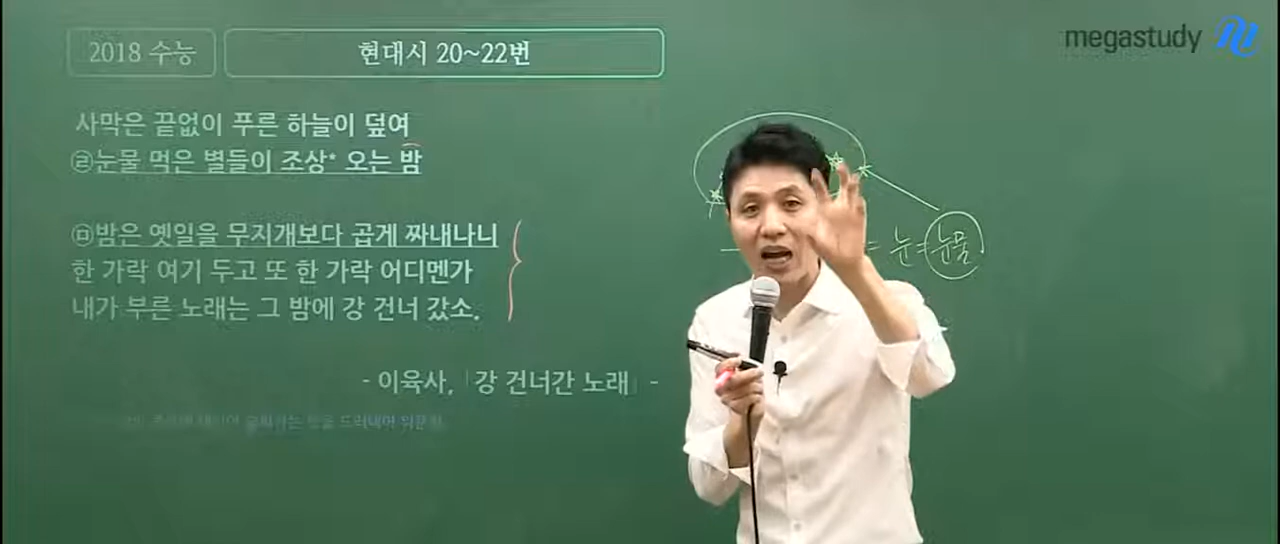 2018 수능
현대시 20~22번
megastudy
사막은 끝없이 푸른 하늘이 덮여
㉣눈물 먹은 별들이 조상* 오는 밤
㉤밤은 옛일을 무지개보다 곱게 짜내나니
한 가락 여기 두고 또 한 가락 어디멘가
내가 부른 노래는 그 밤에 강 건너 갔소.
- 이육사, 「강 건너간 노래」 -
= 눈 눈물